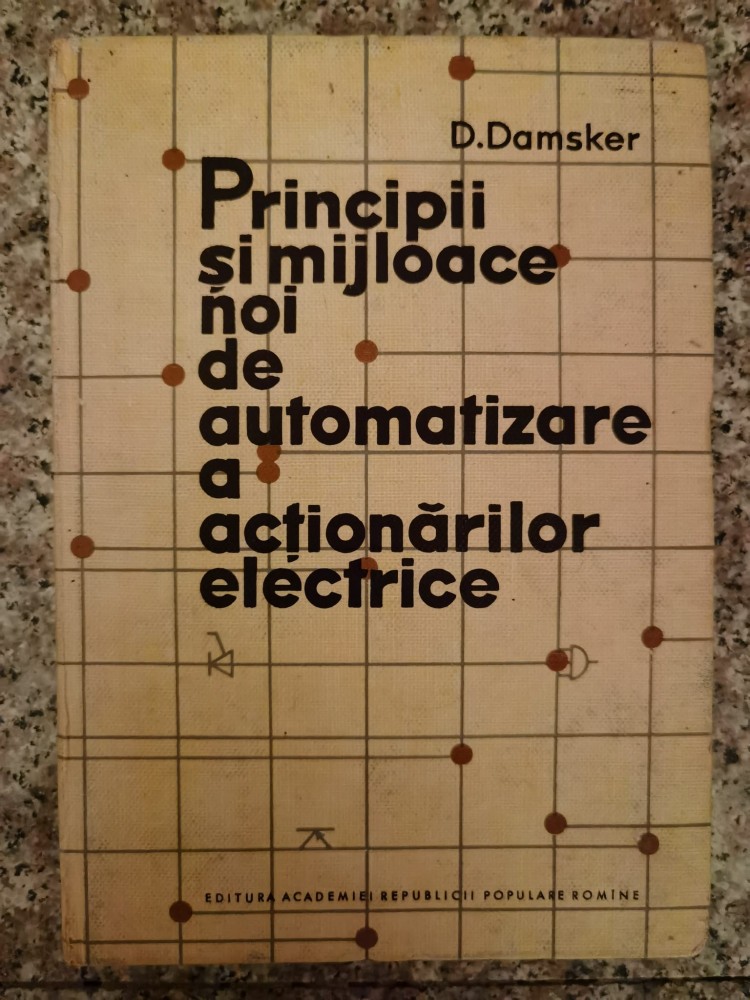 D.Damsker
Principii
și mijloace
noi
de
automatizare
a
acționărilor
electrice
EDITURA ACADEMIEI REPUBLICII POPULARE ROMÎNE